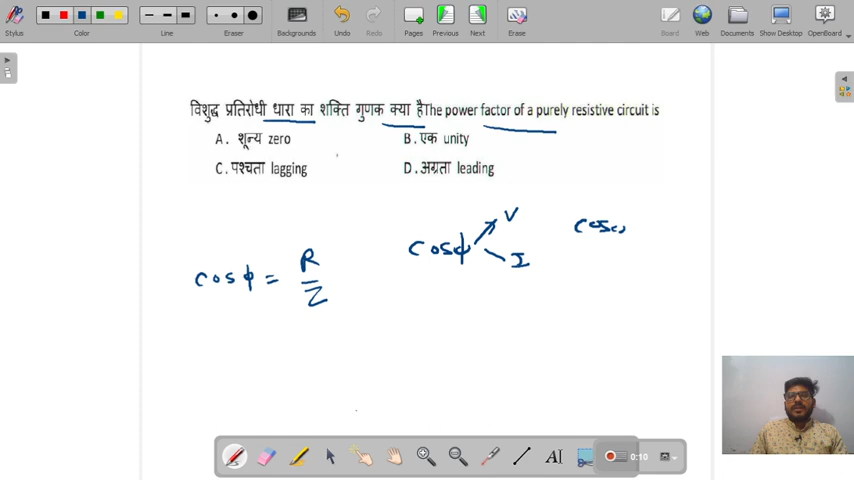 Stylus Color Line Eraser Backgrounds Undo Redo Pages Previous Next Erase Board Web Documents Show Desktop OpenBoard
विशुद्ध प्रतिरोधी धारा का शक्ति गुणक क्या है।The power factor of a purely resistive circuit is
A. शून्य zero B. एक unity
C. पश्चता lagging D. अग्रता leading
V
cosϕ cos
I
cosϕ = R/Z
AI 0:10